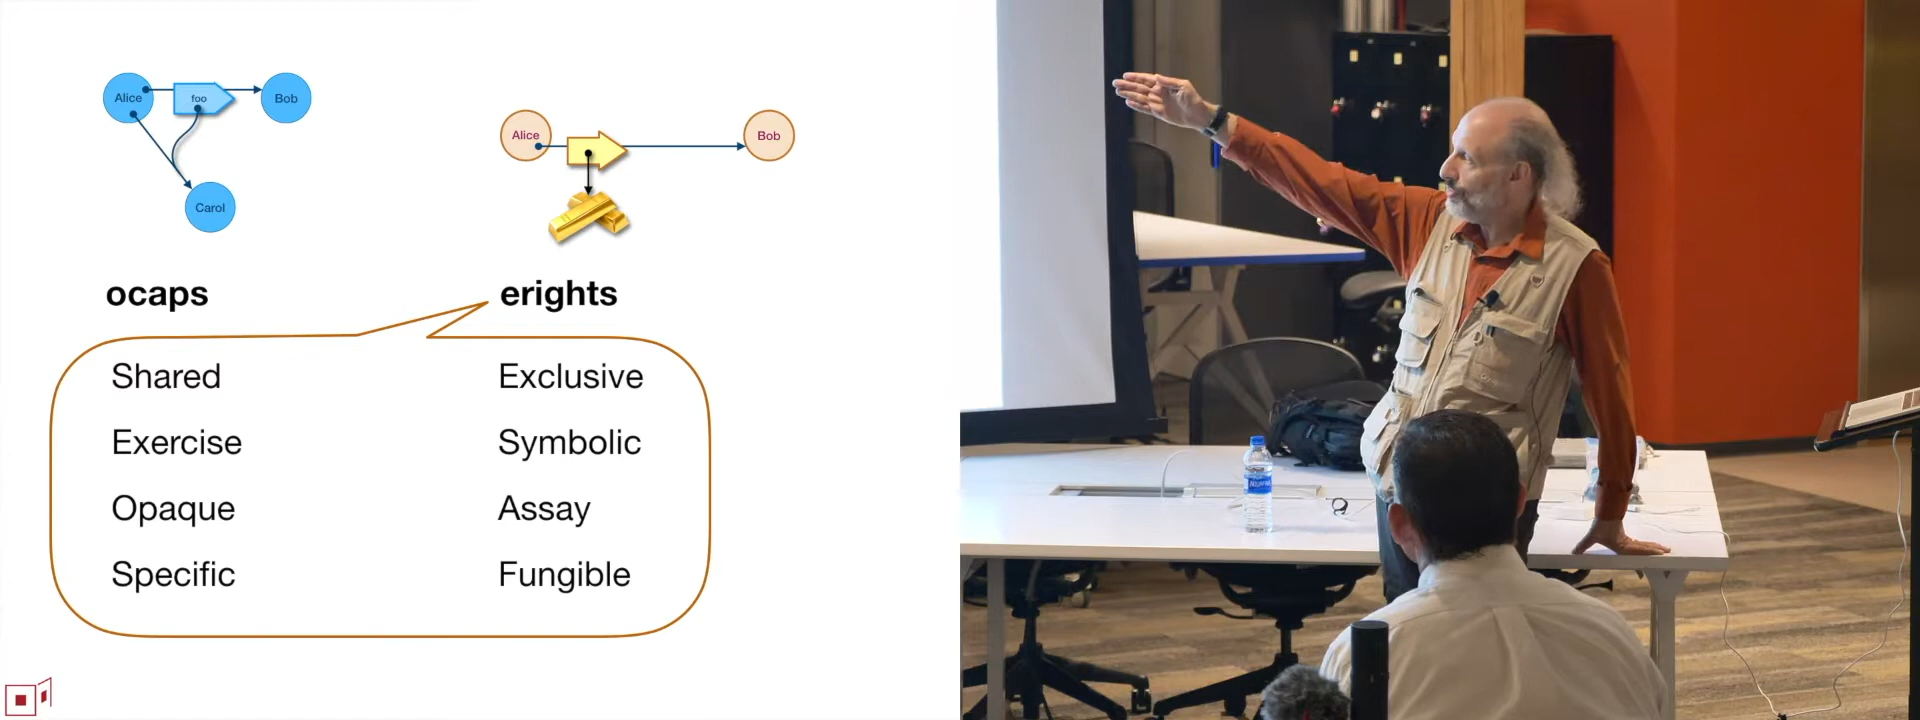 Alice
foo
Bob
Carol
Alice
Bob
ocaps
erights
Shared
Exclusive
Exercise
Symbolic
Opaque
Assay
Specific
Fungible